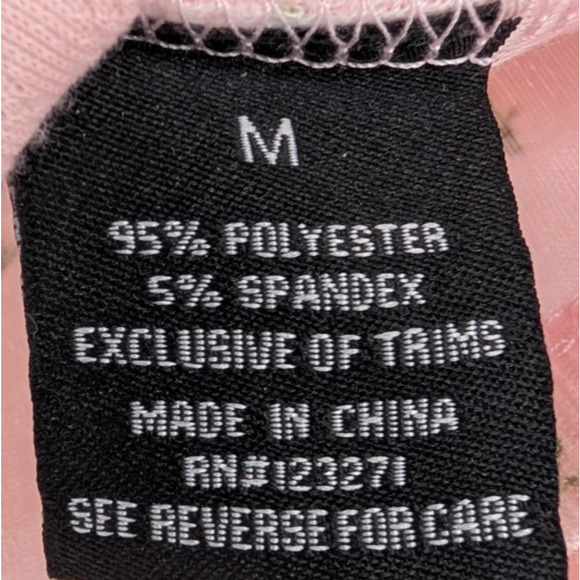 M
95% POLYESTER
5% SPANDEX
EXCLUSIVE OF TRIMS
MADE IN CHINA
RN#123271
SEE REVERSE FOR CARE